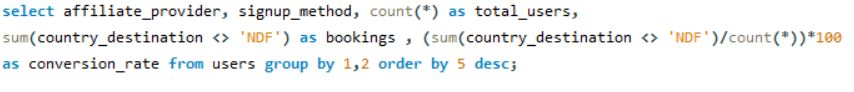 select affiliate_provider, signup_method, count(*) as total_users,
sum(country_destination <> 'NDF') as bookings , (sum(country_destination <> 'NDF')/count(*))*100
as conversion_rate from users group by 1,2 order by 5 desc;